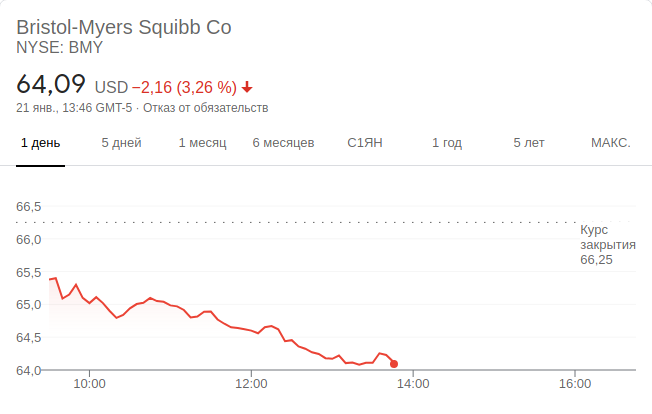 Bristol-Myers Squibb Co
NYSE: BMY
64,09 USD −2,16 (3,26 %)
21 янв., 13:46 GMT-5 · Отказ от обязательств
1 день 5 дней 1 месяц 6 месяцев С1ЯН 1 год 5 лет МАКС.
66,5
66,0
65,5
65,0
64,5
64,0
Курс
закрытия
66,25
10:00 12:00 14:00 16:00